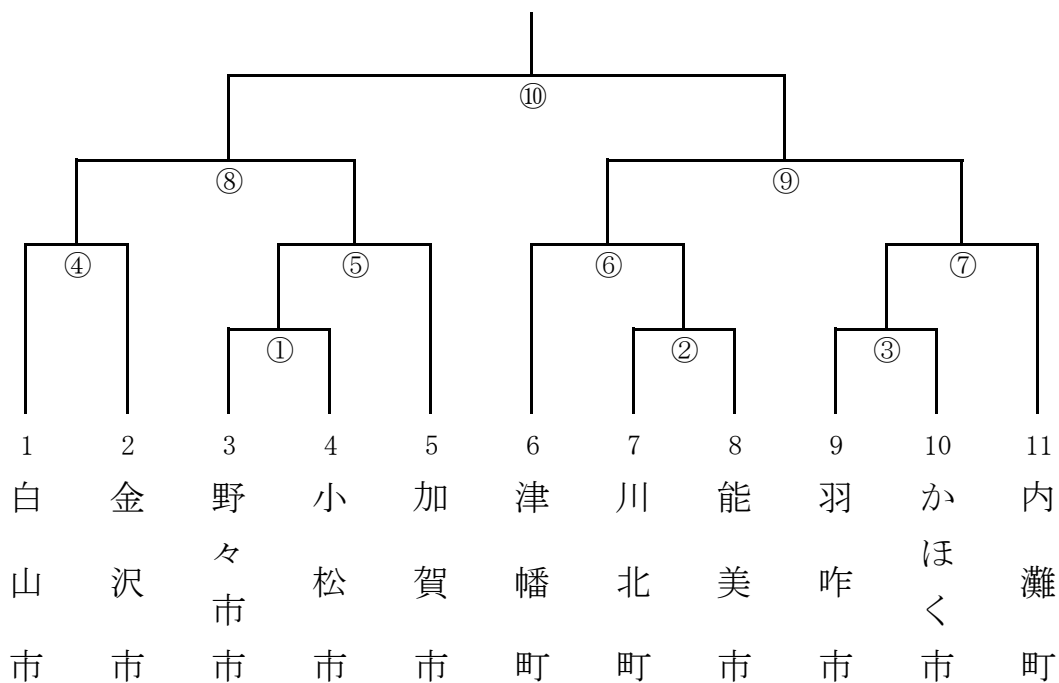 ⑩
⑧ ⑨
④ ⑤ ⑥ ⑦
① ② ③
1 2 3 4 5 6 7 8 9 10 11
白山市
金沢市
野々市市
小松市
加賀市
津幡町
川北町
能美市
羽咋市
かほく市
内灘町